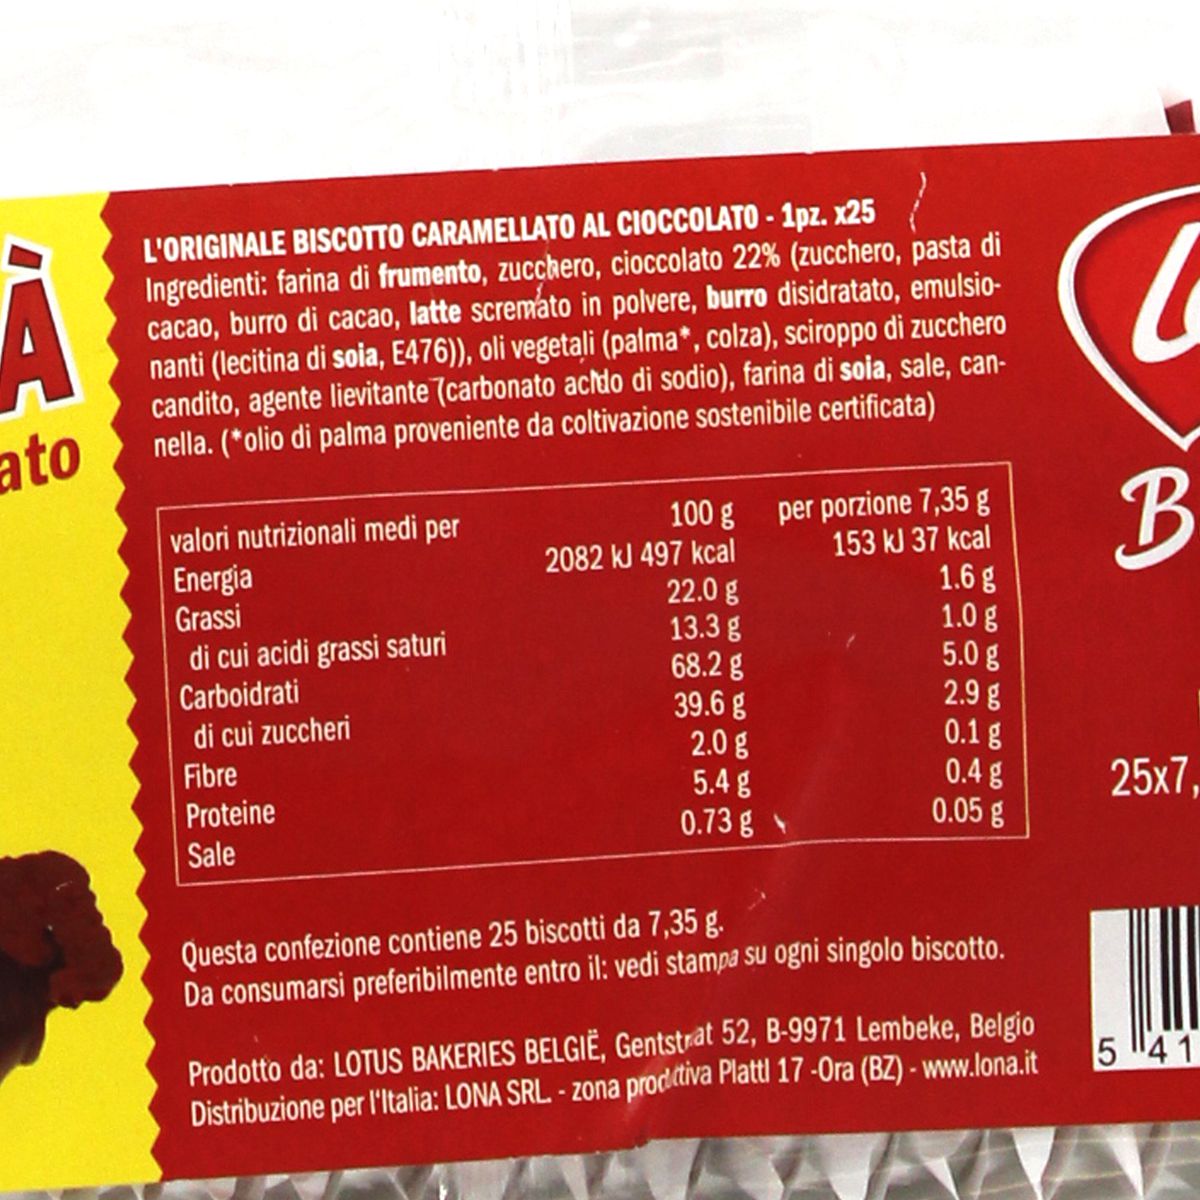 À
ato
L'ORIGINALE BISCOTTO CARAMELLATO AL CIOCCOLATO - 1pz. x25
Ingredienti: farina di frumento, zucchero, cioccolato 22% (zucchero, pasta di
cacao, burro di cacao, latte scremato in polvere, burro disidratato, emulsio-
nanti (lecitina di soia, E476)), oli vegetali (palma*, colza), sciroppo di zucchero
candito, agente lievitante (carbonato acido di sodio), farina di soia, sale, can-
nella. (*olio di palma proveniente da coltivazione sostenibile certificata)
valori nutrizionali medi per 100 g per porzione 7,35 g
Energia 2082 kJ 497 kcal 153 kJ 37 kcal
Grassi 22.0 g 1.6 g
di cui acidi grassi saturi 13.3 g 1.0 g
Carboidrati 68.2 g 5.0 g
di cui zuccheri 39.6 g 2.9 g
Fibre 2.0 g 0.1 g
Proteine 5.4 g 0.4 g
Sale 0.73 g 0.05 g
Questa confezione contiene 25 biscotti da 7,35 g.
Da consumarsi preferibilmente entro il: vedi stampa su ogni singolo biscotto.
Prodotto da: LOTUS BAKERIES BELGIË, Gentstraat 52, B-9971 Lembeke, Belgio
Distribuzione per l'Italia: LONA SRL. - zona produttiva Plattl 17 -Ora (BZ) - www.lona.it
L
B
25x7,
5 41